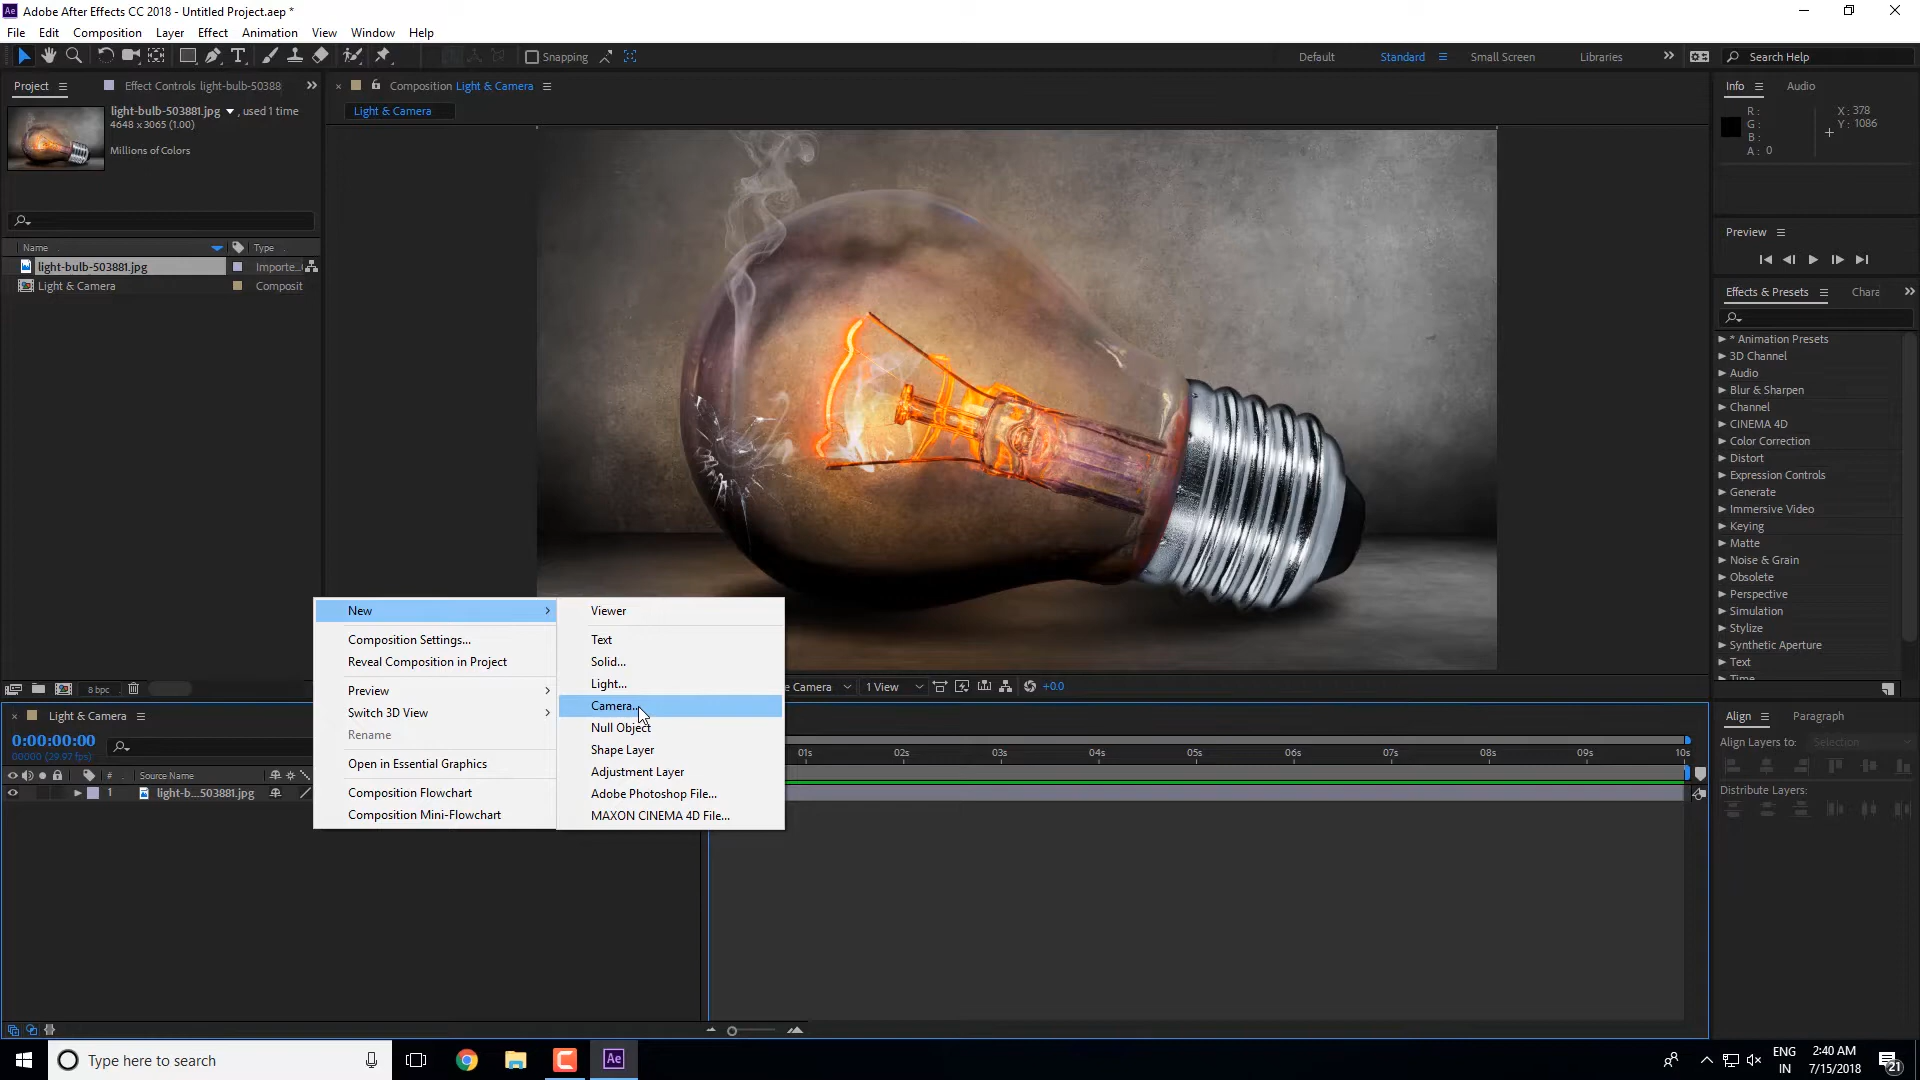 Adobe After Effects CC 2018 - Untitled Project.aep *
File Edit Composition Layer Effect Animation View Window Help
Snapping
Default Standard Small Screen Libraries Search Help
Project Effect Controls light-bulb-50388
light-bulb-503881.jpg , used 1 time
4648 x 3065 (1.00)
Millions of Colors
Name Type
light-bulb-503881.jpg Importe...
Light & Camera Composit
8 bpc
Composition Light & Camera
Light & Camera
Info Audio
R :
G :
B :
A : 0
X : 378
Y : 1086
Preview
Effects & Presets Chara
* Animation Presets
3D Channel
Audio
Blur & Sharpen
Channel
CINEMA 4D
Color Correction
Distort
Expression Controls
Generate
Immersive Video
Keying
Matte
Noise & Grain
Obsolete
Perspective
Simulation
Stylize
Synthetic Aperture
Text
Time
New
Composition Settings...
Reveal Composition in Project
Preview
Switch 3D View
Rename
Open in Essential Graphics
Composition Flowchart
Composition Mini-Flowchart
Viewer
Text
Solid...
Light...
Camera...
Null Object
Shape Layer
Adjustment Layer
Adobe Photoshop File...
MAXON CINEMA 4D File...
e Camera 1 View +0.0
Light & Camera
0:00:00:00
00000 (29.97 fps)
# Source Name
1 light-b...503881.jpg
01s 02s 03s 04s 05s 06s 07s 08s 09s 10s
Align Paragraph
Align Layers to: Selection
Distribute Layers:
Type here to search
Ae
ENG
IN
2:40 AM
7/15/2018
21